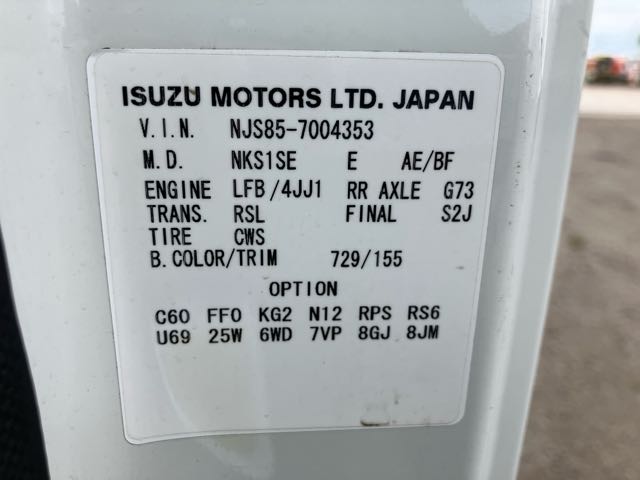 ISUZU MOTORS LTD. JAPAN
V.I.N. NJS85-7004353
M.D. NKS1SE E AE/BF
ENGINE LFB/4JJ1 RR AXLE G73
TRANS. RSL FINAL S2J
TIRE CWS
B.COLOR/TRIM 729/155
OPTION
C60 FF0 KG2 N12 RPS RS6
U69 25W 6WD 7VP 8GJ 8JM